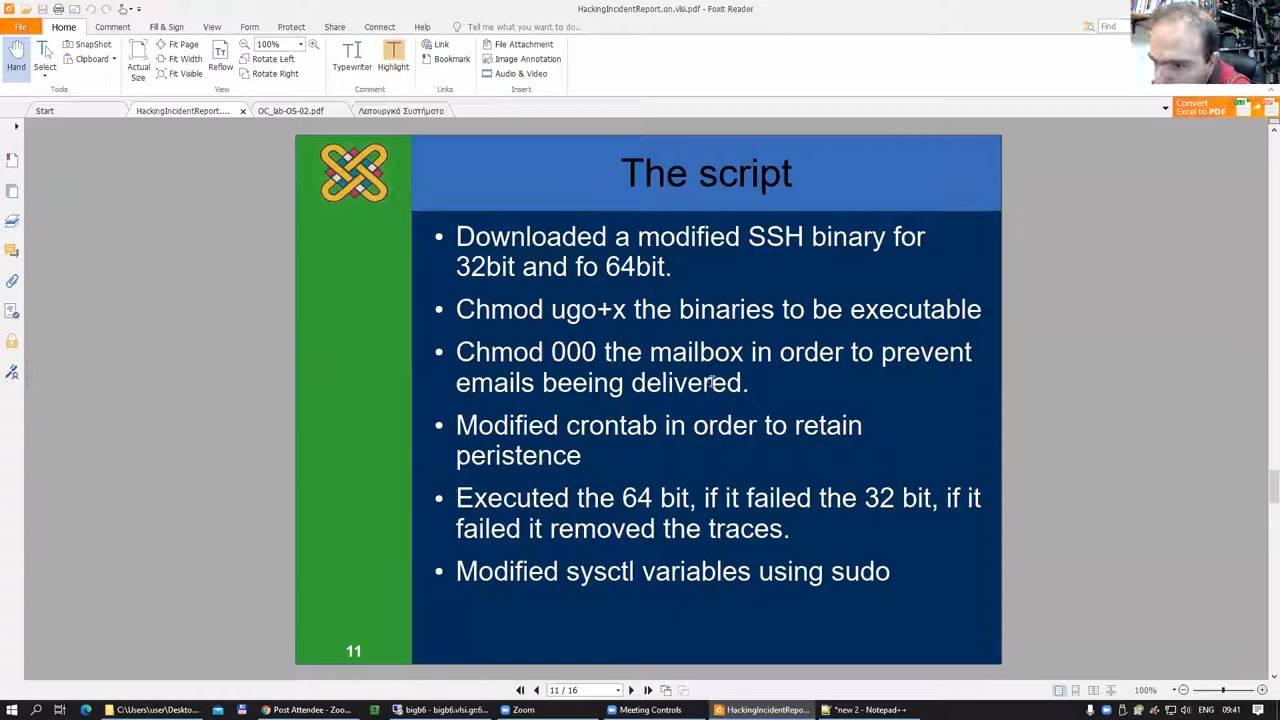 HackingIncidentReport.on.vlsi.pdf - Foxit Reader
File Home Comment Fill & Sign View Form Protect Share Connect Help Tell me what you want to do... Find
Hand
Select
SnapShot
Clipboard
Tools
Actual
Size
Fit Page
Fit Width
Fit Visible
Reflow
100%
Rotate Left
Rotate Right
View
Typewriter
Highlight
Comment
Link
Bookmark
Links
File Attachment
Image Annotation
Audio & Video
Insert
Start HackingIncidentReport.... OC_lab-OS-02.pdf Λειτουργικά Συστήματα
Convert
Excel to PDF
The script
• Downloaded a modified SSH binary for
32bit and fo 64bit.
• Chmod ugo+x the binaries to be executable
• Chmod 000 the mailbox in order to prevent
emails beeing delivered.
• Modified crontab in order to retain
peristence
• Executed the 64 bit, if it failed the 32 bit, if it
failed it removed the traces.
• Modified sysctl variables using sudo
11
11 / 16 100%
C:\users\user\Deskto... Post Attendee - Zoo... bigb6 - bigb6.vlsi.gr:6... Zoom Meeting Controls HackingIncidentRepo... *new 2 - Notepad++ ENG 09:41